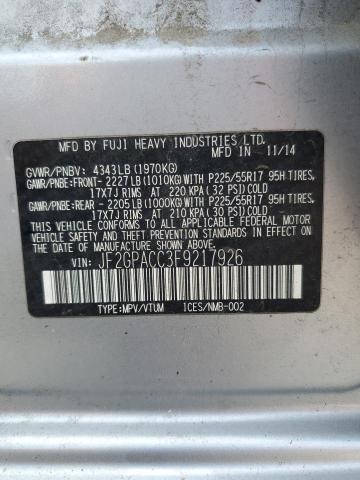 MFD BY FUJI HEAVY INDUSTRIES,LTD.
MFD IN 11/14
GVWR/PNBV: 4343LB(1970KG)
GAWR/PNBE:FRONT- 2227LB(1010KG)WITH P225/55R17 95H TIRES,
17X7J RIMS AT 220 KPA(32 PSI)COLD
GAWR/PNBE:REAR - 2205LB(1000KG)WITH P225/55R17 95H TIRES,
17X7J RIMS AT 210 KPA(30 PSI)COLD
THIS VEHICLE CONFORMS TO ALL APPLICABLE FEDERAL MOTOR
VEHICLE SAFETY AND THEFT PREVENTION STANDARDS IN EFFECT
ON THE DATE OF MANUFACTURE SHOWN ABOVE.
VIN: JF2GPACC3F9217926
TYPE:MPV/VTUM ICES/NMB-002